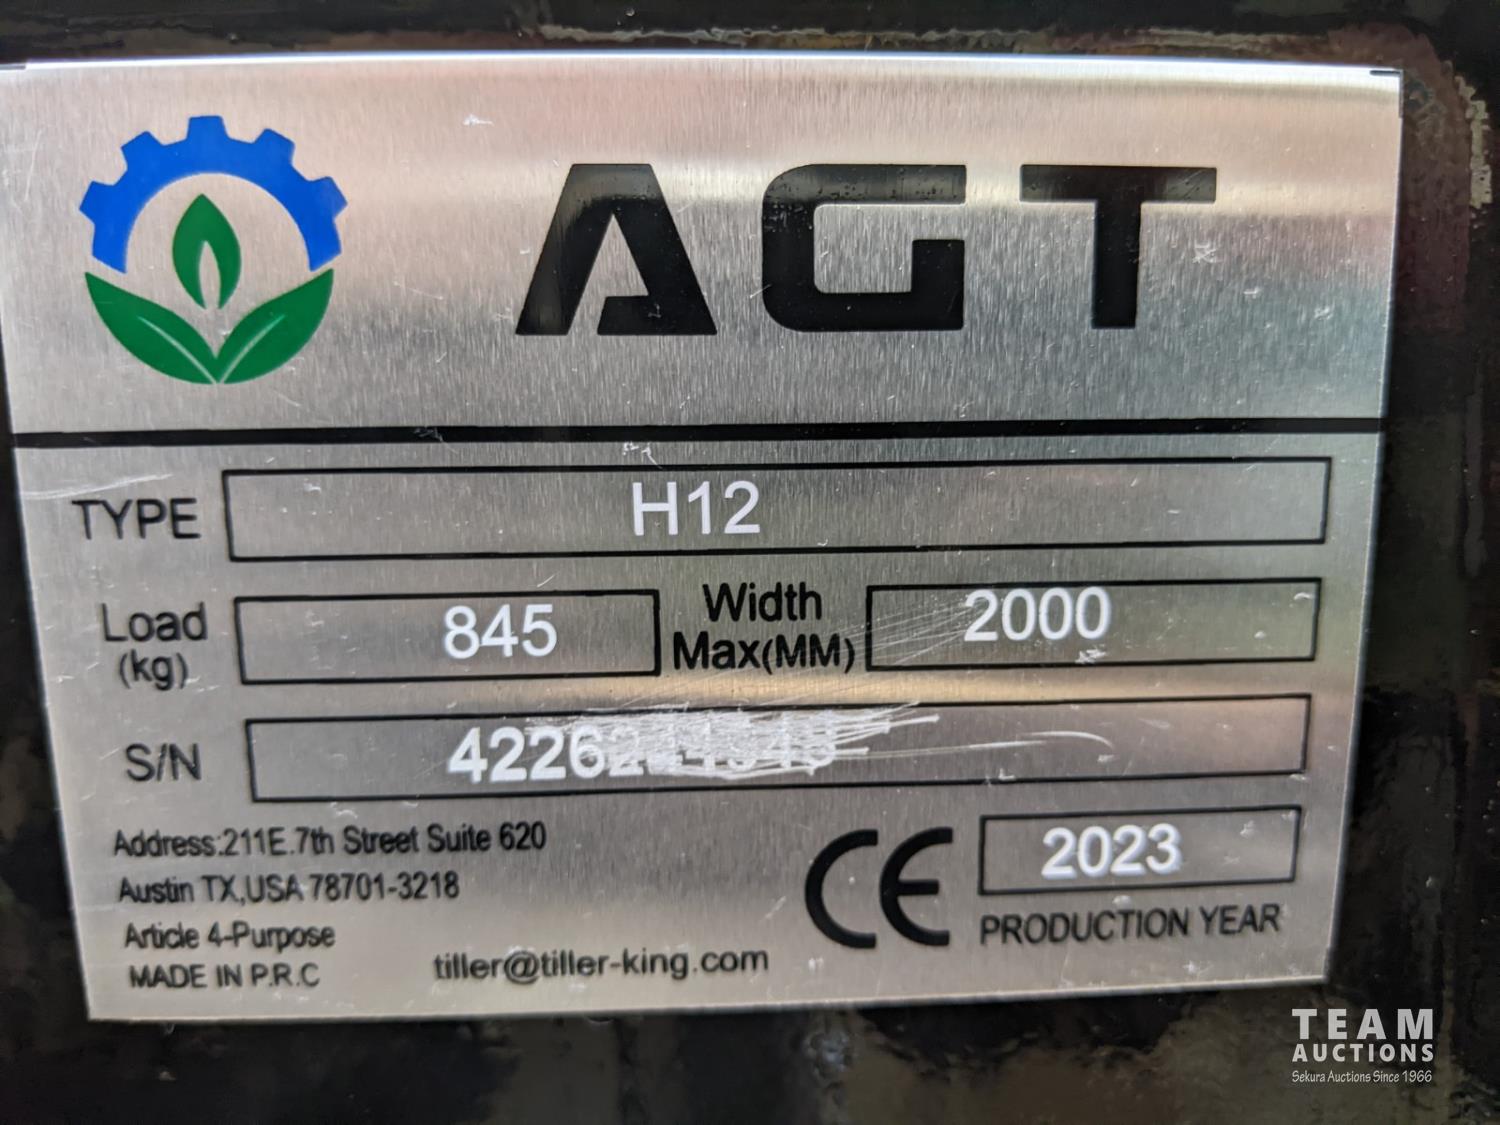 AGT
TYPE H12
Load (kg) 845 Width Max(MM) 2000
S/N
Address:211E.7th Street Suite 620
Austin TX,USA 78701-3218
Article 4-Purpose
MADE IN P.R.C
tiller@tiller-king.com
CE
2023
PRODUCTION YEAR
TEAM
AUCTIONS
Sekura Auctions Since 1966